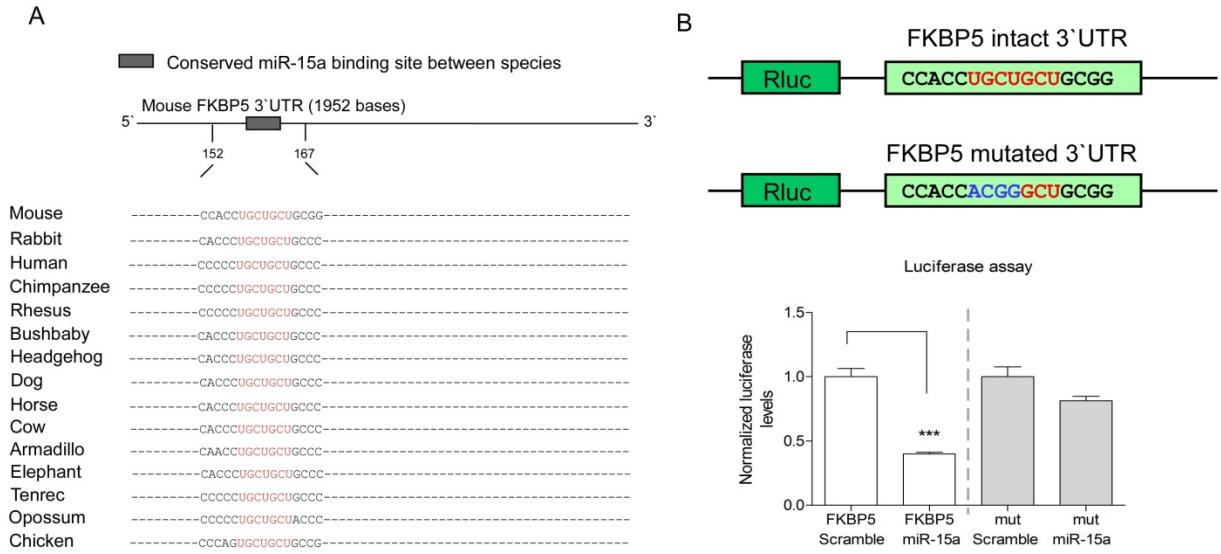 A
Conserved miR-15a binding site between species
Mouse FKBP5 3`UTR (1952 bases)
5` 3`
152 167
Mouse ---------CCACCUGCUGCUGCGG---------
Rabbit ---------CACCCUGCUGCUGCCC---------
Human ---------CCCCCUGCUGCUGCCC---------
Chimpanzee ---------CCCCCUGCUGCUGCCC---------
Rhesus ---------CCCCCUGCUGCUGCCC---------
Bushbaby ---------CACCCUGCUGCUGCCC---------
Headgehog ---------CACCCUGCUGCUGCCC---------
Dog ---------CACCCUGCUGCUGCCC---------
Horse ---------CACCCUGCUGCUGCCC---------
Cow ---------CACCCUGCUGCUGCCC---------
Armadillo ---------CAACCUGCUGCUGCCC---------
Elephant ---------CACCCUGCUGCUGCCC---------
Tenrec ---------CCCCCUGCUGCUGCCC---------
Opossum ---------CCCCCUGCUGCUACCC---------
Chicken ---------CCCAGUGCUGCUGCCG---------
B
FKBP5 intact 3`UTR
Rluc CCACCUGCUGCUGCGG
FKBP5 mutated 3`UTR
Rluc CCACCACGGGCUGCGG
Luciferase assay
Normalized luciferase
levels
1.5
1.0
0.5
0.0
***
FKBP5 FKBP5 mut mut
Scramble miR-15a Scramble miR-15a